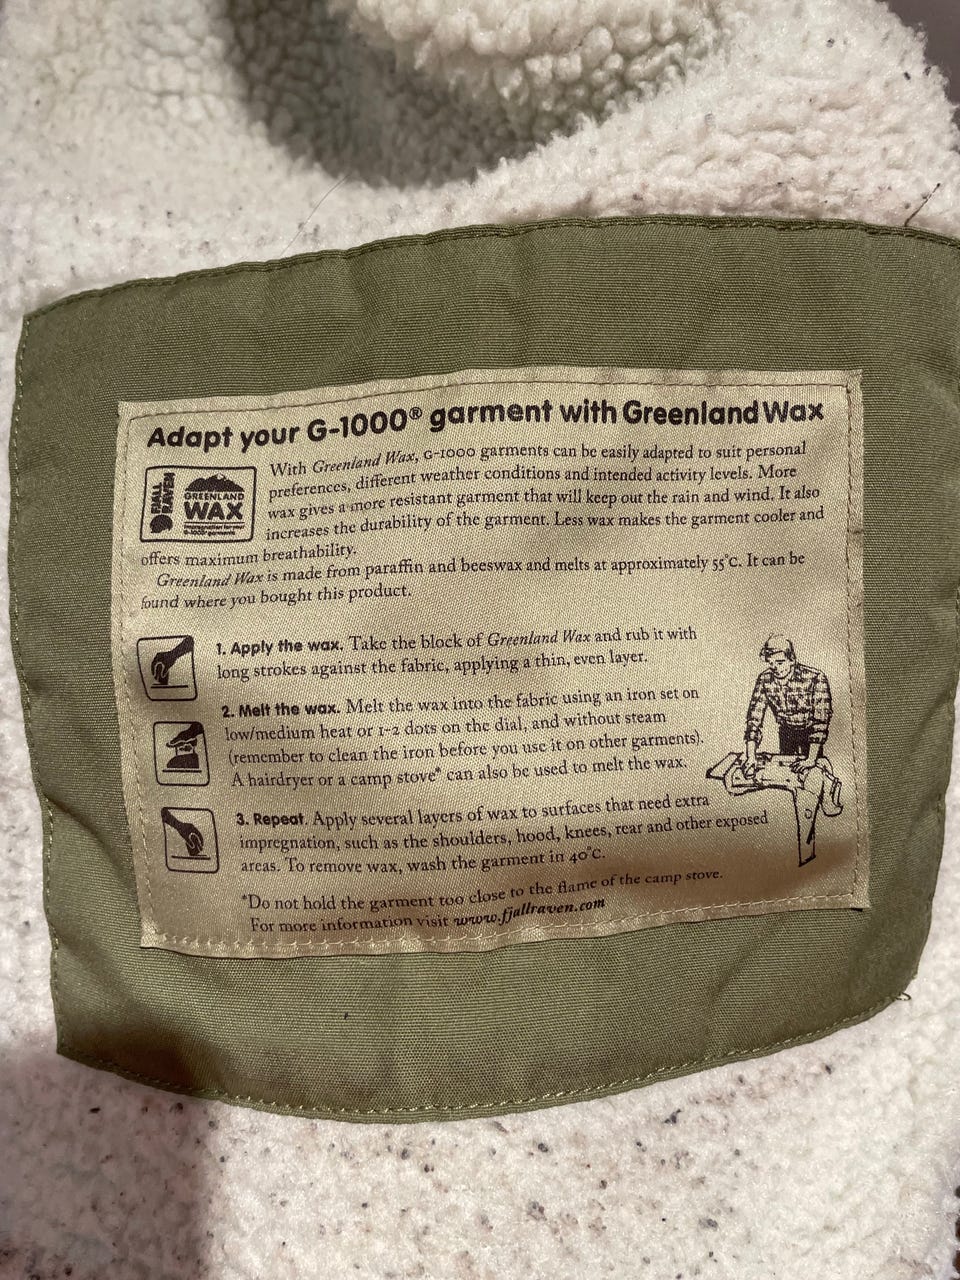 Adapt your G-1000® garment with Greenland Wax
FJÄLL
RÄVEN
GREENLAND
WAX
With Greenland Wax, G-1000 garments can be easily adapted to suit personal
preferences, different weather conditions and intended activity levels. More
wax gives a more resistant garment that will keep out the rain and wind. It also
increases the durability of the garment. Less wax makes the garment cooler and
offers maximum breathability.
Greenland Wax is made from paraffin and beeswax and melts at approximately 55°C. It can be
found where you bought this product.
1. Apply the wax. Take the block of Greenland Wax and rub it with
long strokes against the fabric, applying a thin, even layer.
2. Melt the wax. Melt the wax into the fabric using an iron set on
low/medium heat or 1-2 dots on the dial, and without steam
(remember to clean the iron before you use it on other garments).
A hairdryer or a camp stove* can also be used to melt the wax.
3. Repeat. Apply several layers of wax to surfaces that need extra
impregnation, such as the shoulders, hood, knees, rear and other exposed
areas. To remove wax, wash the garment in 40°C.
*Do not hold the garment too close to the flame of the camp stove.
For more information visit www.fjallraven.com